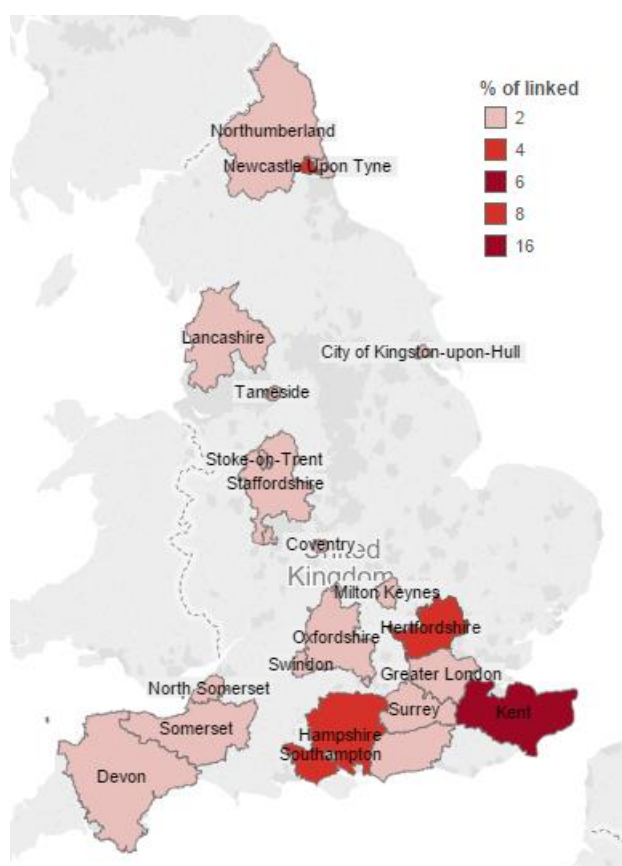 % of linked
2
4
6
8
16
Northumberland
Newcastle Upon Tyne
Lancashire
City of Kingston-upon-Hull
Tameside
Stoke-on-Trent
Staffordshire
Coventry
United
Kingdom
Milton Keynes
Hertfordshire
Oxfordshire
Swindon
Greater London
North Somerset
Surrey
Kent
Somerset
Hampshire
Southampton
Devon